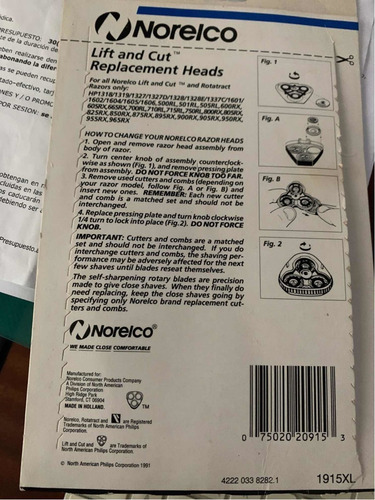 Norelco
Lift and Cut™
Replacement Heads
For all Norelco Lift and Cut™ and Rotatract
Razors only:
HP1318/1319/1327/1327D/1328/1328E/1337C/1601/
1602/1604/1605/1606, 500RL, 501RL, 505RL, 600RX,
605RX, 665RX, 700RL, 710RL, 715RL, 750RL, 800RX, 805RX,
825RX, 850RX, 875RX, 895RX, 900RX, 905RX, 950RX,
955RX, 965RX
HOW TO CHANGE YOUR NORELCO RAZOR HEADS
1. Open and remove razor head assembly from
body of razor.
2. Turn center knob of assembly counterclock-
wise as shown (Fig. 1), and remove pressing plate
from assembly. DO NOT FORCE KNOB TOO FAR.
3. Remove used cutters and combs (depending on
your razor model, follow Fig. A or Fig. B) and
insert new ones. REMEMBER: Each new cutter
and comb is a matched set and should not be
interchanged.
4. Replace pressing plate and turn knob clockwise
1/4 turn to lock into place (Fig. 2). DO NOT FORCE
KNOB.
IMPORTANT: Cutters and combs are a matched
set and should not be interchanged. If you do
interchange cutters and combs, the shaving per-
formance may be adversely affected for the next
few shaves until blades reseat themselves.
The self-sharpening rotary blades are precision
made to give close shaves. When they finally do
need replacing, keep the close shaves going by
specifying only Norelco brand replacement cut-
ters and combs.
Fig. 1
Fig. A
Fig. B
Fig. 2
Norelco®
WE MADE CLOSE COMFORTABLE
Manufactured for:
Norelco Consumer Products Company
A Division of North American
Philips Corporation
High Ridge Park
Stamford, CT 06904
MADE IN HOLLAND.
TM
Norelco, Rotatract and are Registered
Trademarks of North American Philips
Corporation.
Lift and Cut and are Trademarks of
North American Philips Corporation.
© North American Philips Corporation 1991
0 75020 20915 3
4222 033 8282.1
1915XL